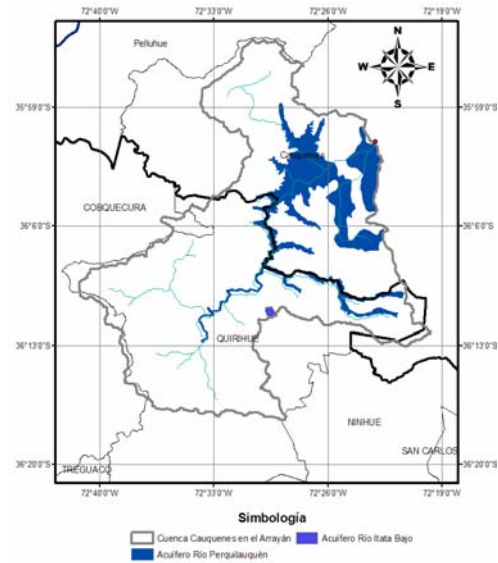 72°40'0"W 72°33'0"W 72°26'0"W 72°19'0"W
Pelluhue
N
W E
S
35°59'0"S 35°59'0"S
COBQUECURA
36°6'0"S 36°6'0"S
36°13'0"S 36°13'0"S
QUIRIHUE
NINHUE
SAN CARLOS
36°20'0"S 36°20'0"S
TREGUACO
72°40'0"W 72°33'0"W 72°26'0"W 72°19'0"W
Simbología
Cuenca Cauquenes en el Arrayán Acuífero Río Itata Bajo
Acuífero Río Perquilauquén